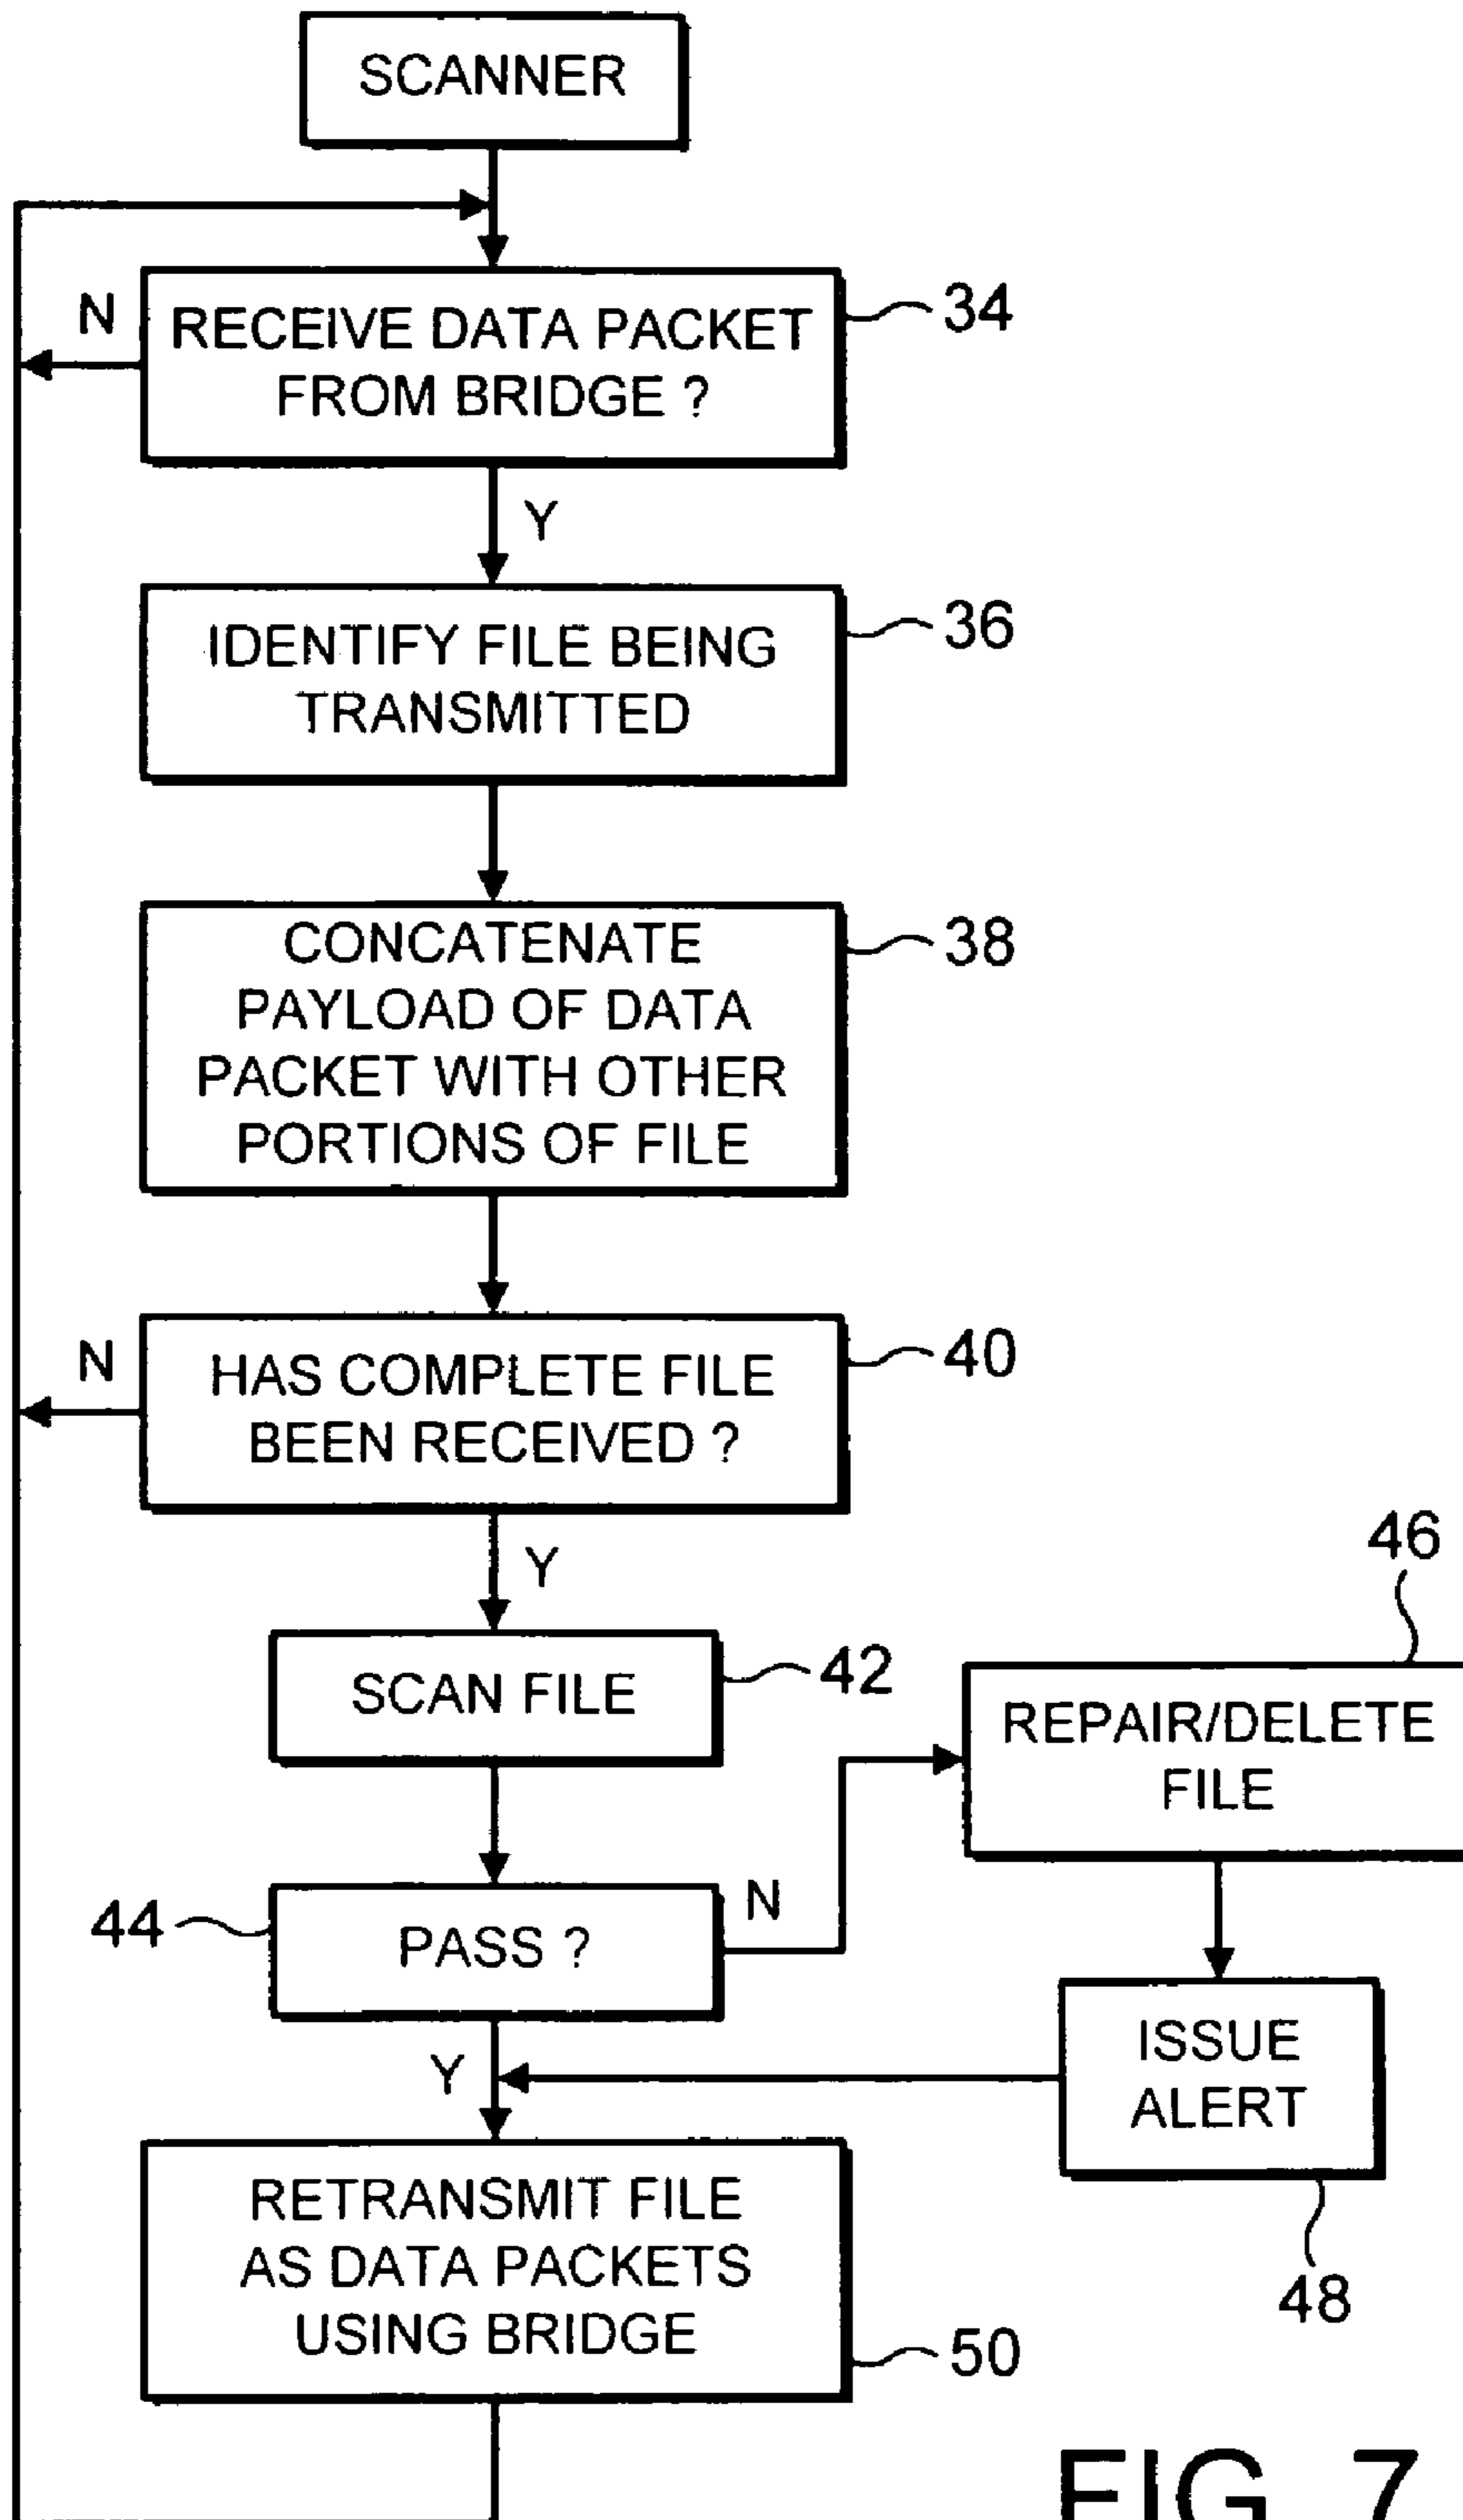 SCANNER
N
RECEIVE DATA PACKET
FROM BRIDGE ?
34
Y
IDENTIFY FILE BEING
TRANSMITTED
36
CONCATENATE
PAYLOAD OF DATA
PACKET WITH OTHER
PORTIONS OF FILE
38
N
HAS COMPLETE FILE
BEEN RECEIVED ?
40
Y
SCAN FILE
42
46
REPAIR/DELETE
FILE
44
PASS ?
N
Y
ISSUE
ALERT
48
RETRANSMIT FILE
AS DATA PACKETS
USING BRIDGE
50
FIG. 7